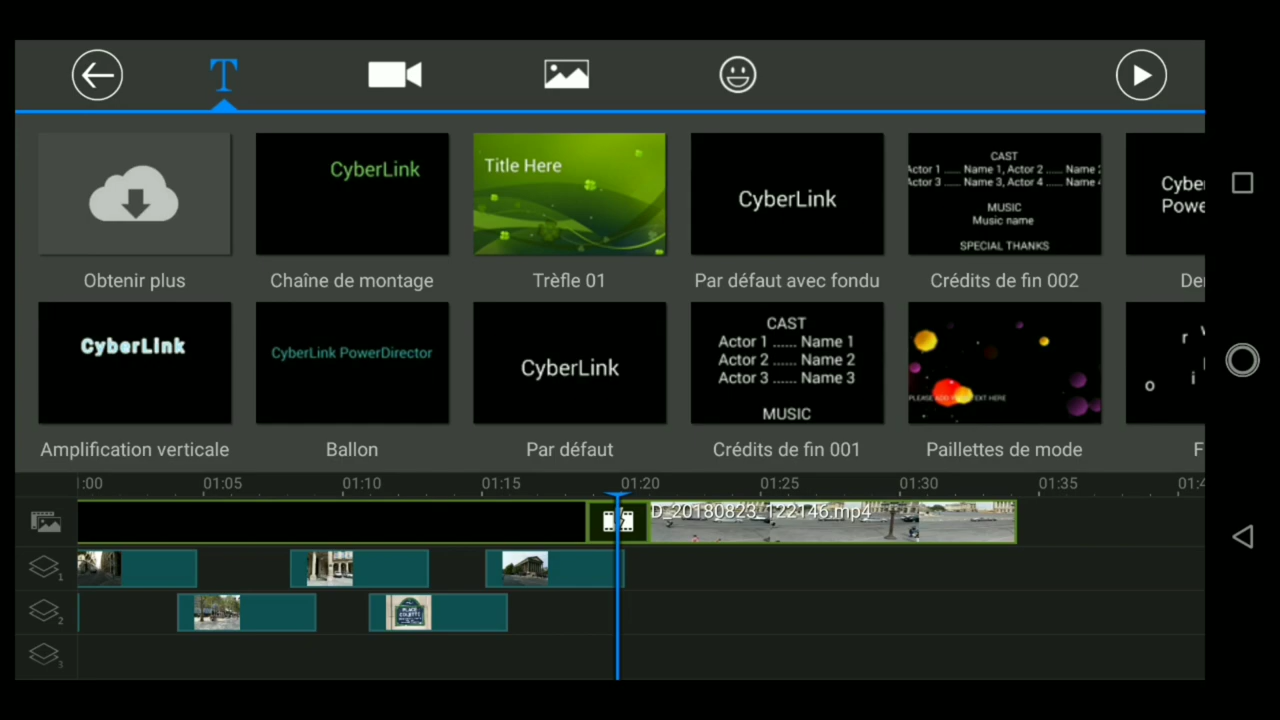 T
CyberLink
Title Here
CyberLink
CAST
Actor 1 ...... Name 1, Actor 2 ...... Name
Actor 3 ...... Name 3, Actor 4 ...... Name
MUSIC
Music name
SPECIAL THANKS
Obtenir plus
Chaîne de montage
Trèfle 01
Par défaut avec fondu
Crédits de fin 002
CyberLink
CyberLink PowerDirector
CyberLink
CAST
Actor 1 ...... Name 1
Actor 2 ...... Name 2
Actor 3 ...... Name 3
MUSIC
Amplification verticale
Ballon
Par défaut
Crédits de fin 001
Paillettes de mode
:00
01:05
01:10
01:15
01:20
01:25
01:30
01:35
01:4
D_20180823_122146.mp4
1
PLACE
COLETTE
2
3